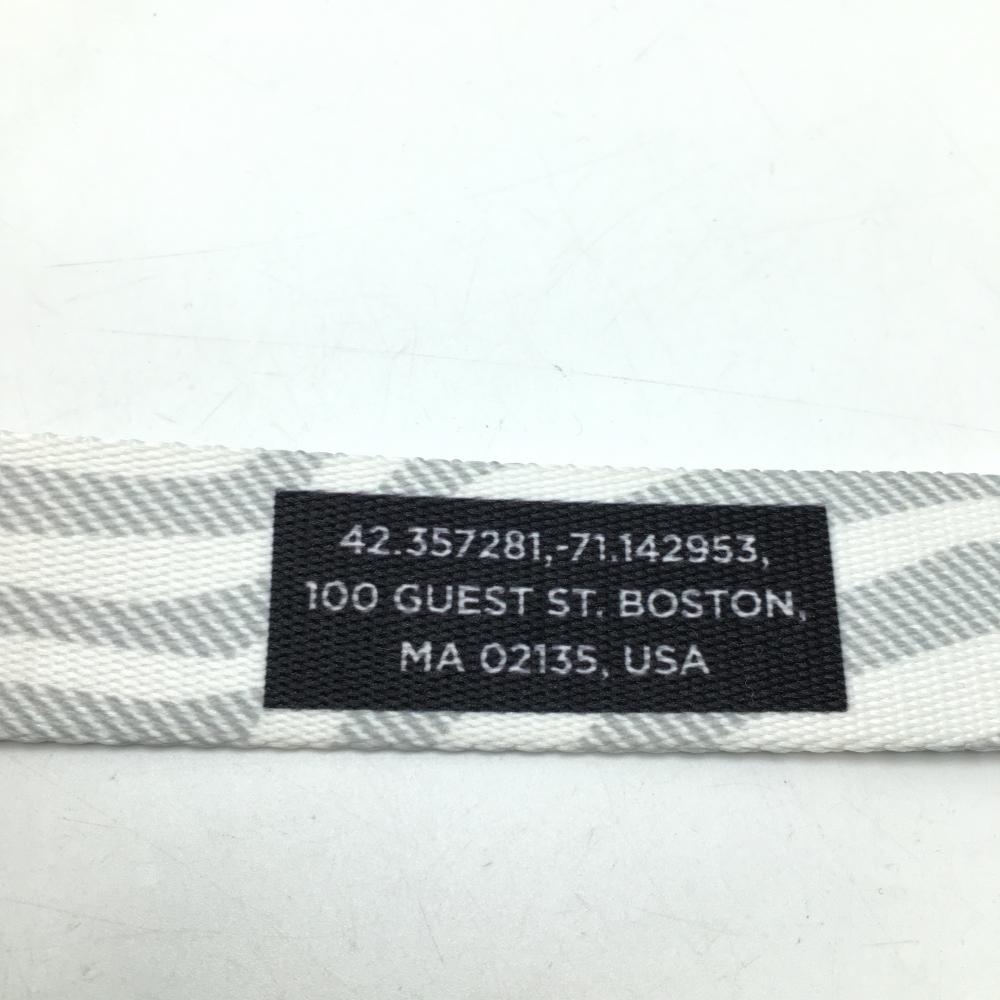 42.357281,-71.142953,
100 GUEST ST. BOSTON,
MA 02135, USA